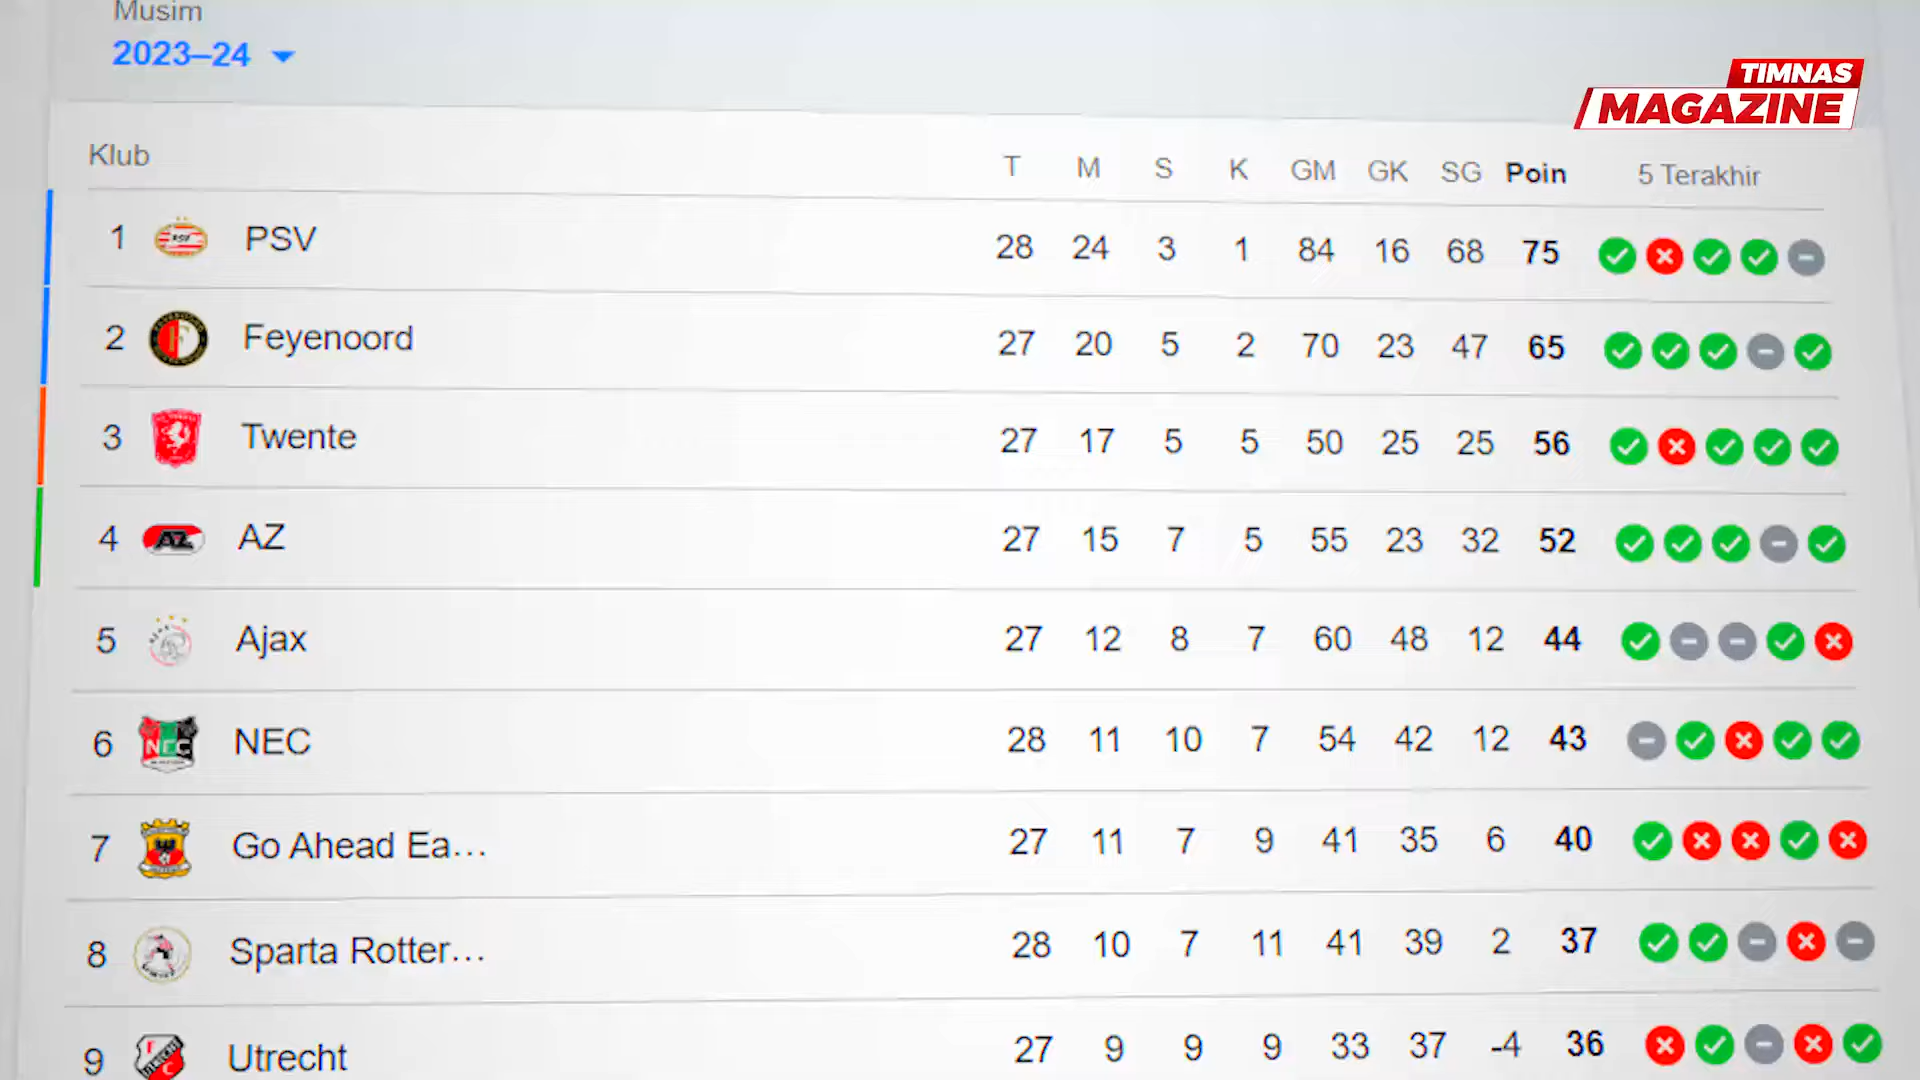 Musim
2023–24
TIMNAS
MAGAZINE
Klub T M S K GM GK SG Poin 5 Terakhir
1 PSV 28 24 3 1 84 16 68 75
2 Feyenoord 27 20 5 2 70 23 47 65
3 Twente 27 17 5 5 50 25 25 56
4 AZ AZ 27 15 7 5 55 23 32 52
5 Ajax 27 12 8 7 60 48 12 44
6 NEC NEC 28 11 10 7 54 42 12 43
7 Go Ahead Ea... 27 11 7 9 41 35 6 40
8 Sparta Rotter... 28 10 7 11 41 39 2 37
9 Utrecht 27 9 9 9 33 37 -4 36